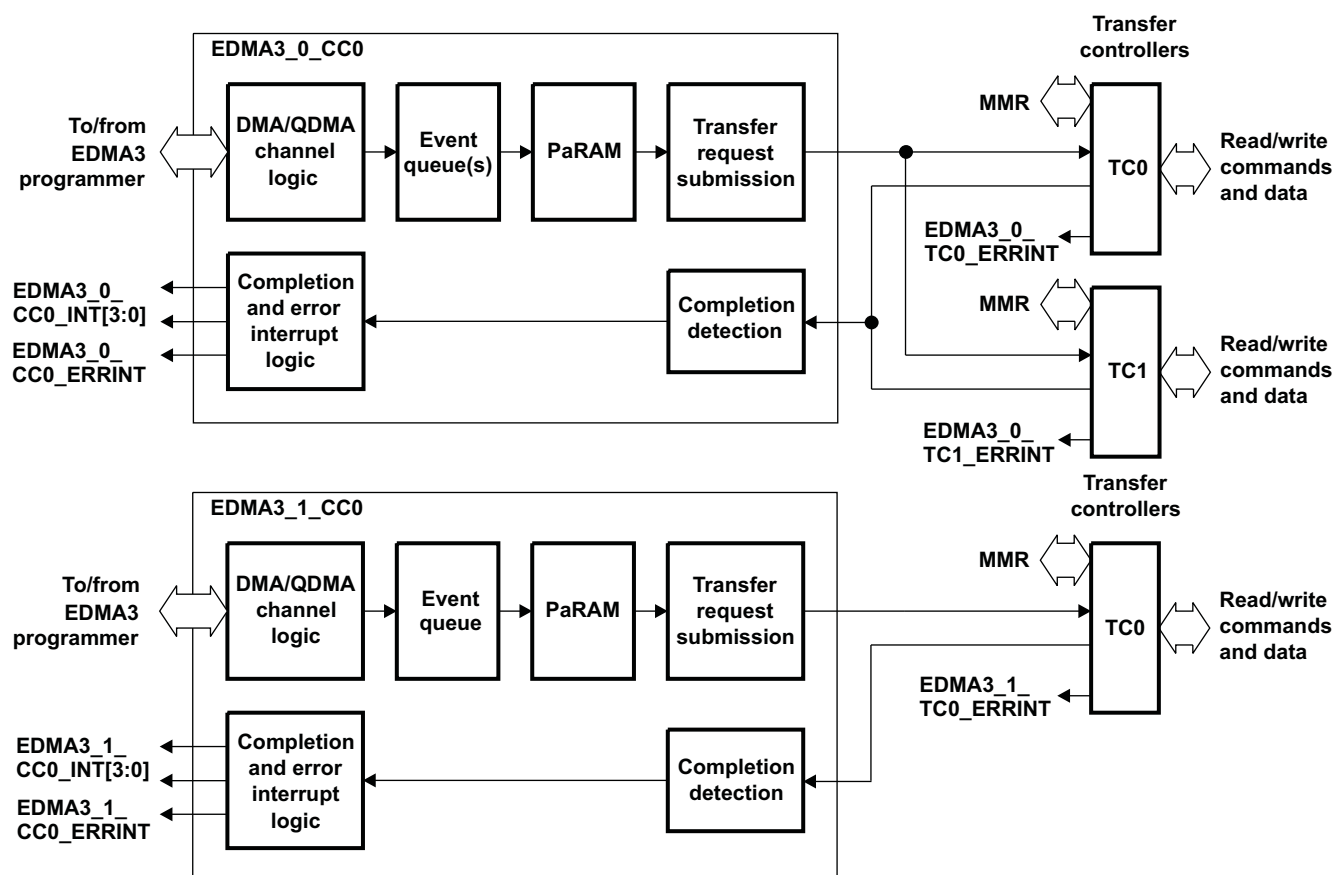 Transfer
controllers
EDMA3_0_CC0
MMR
To/from
EDMA3
programmer
DMA/QDMA
channel
logic
Event
queue(s)
PaRAM
Transfer
request
submission
TC0
Read/write
commands
and data
EDMA3_0_
TC0_ERRINT
EDMA3_0_
CC0_INT[3:0]
EDMA3_0_
CC0_ERRINT
Completion
and error
interrupt
logic
Completion
detection
MMR
TC1
Read/write
commands
and data
EDMA3_0_
TC1_ERRINT
Transfer
controllers
EDMA3_1_CC0
MMR
To/from
EDMA3
programmer
DMA/QDMA
channel
logic
Event
queue
PaRAM
Transfer
request
submission
TC0
Read/write
commands
and data
EDMA3_1_
TC0_ERRINT
EDMA3_1_
CC0_INT[3:0]
EDMA3_1_
CC0_ERRINT
Completion
and error
interrupt
logic
Completion
detection